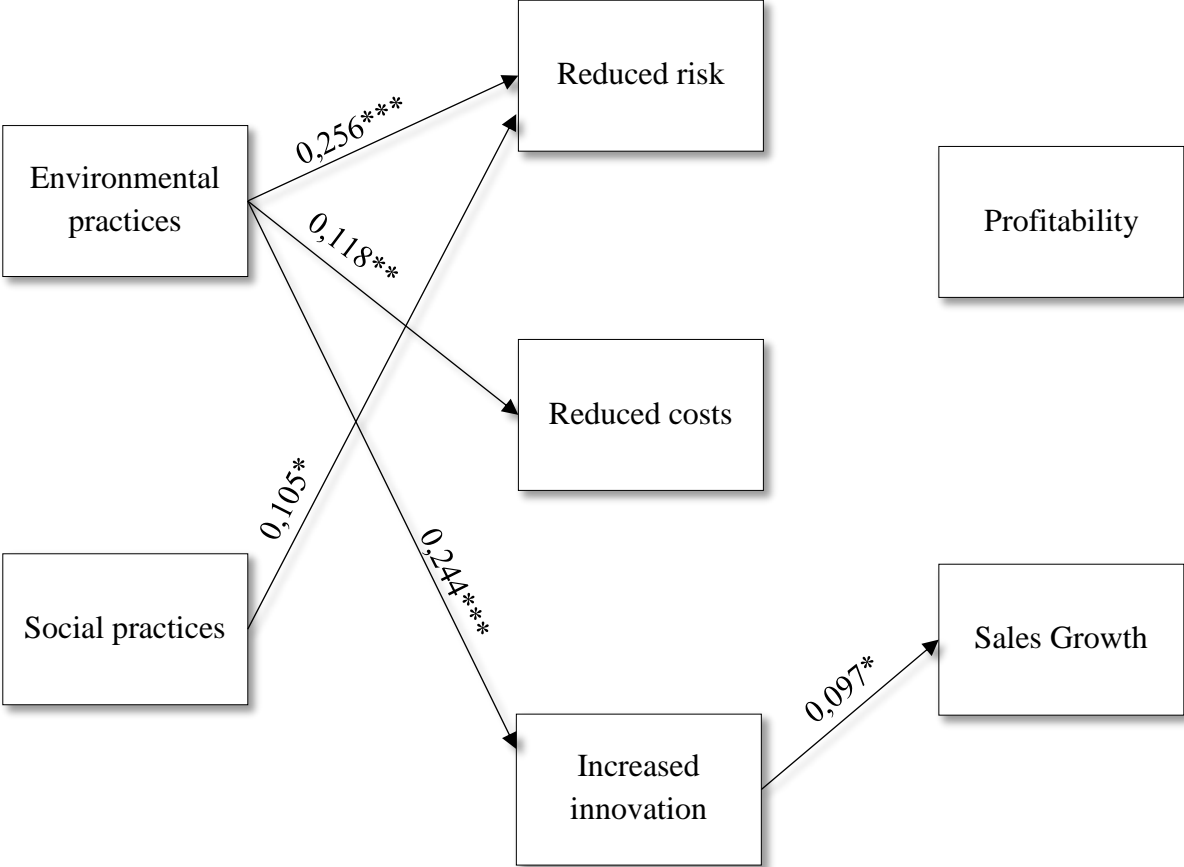 Reduced risk
0,256***
Environmental
practices
Profitability
0,118**
Reduced costs
0,105*
0,244***
Social practices
Sales Growth
0,097*
Increased
innovation